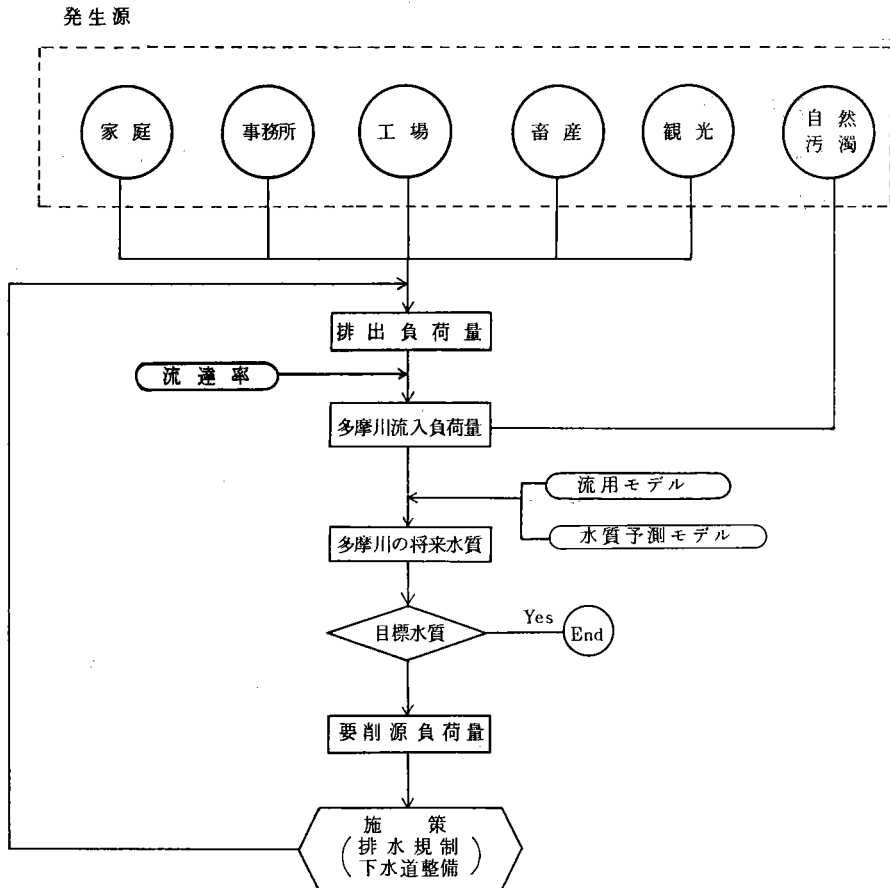 発生源
家庭
事務所
工場
畜産
観光
自然
汚濁
排出負荷量
流達率
多摩川流入負荷量
流用モデル
水質予測モデル
多摩川の将来水質
目標水質
Yes
End
要削源負荷量
施策
(排水規制
下水道整備)